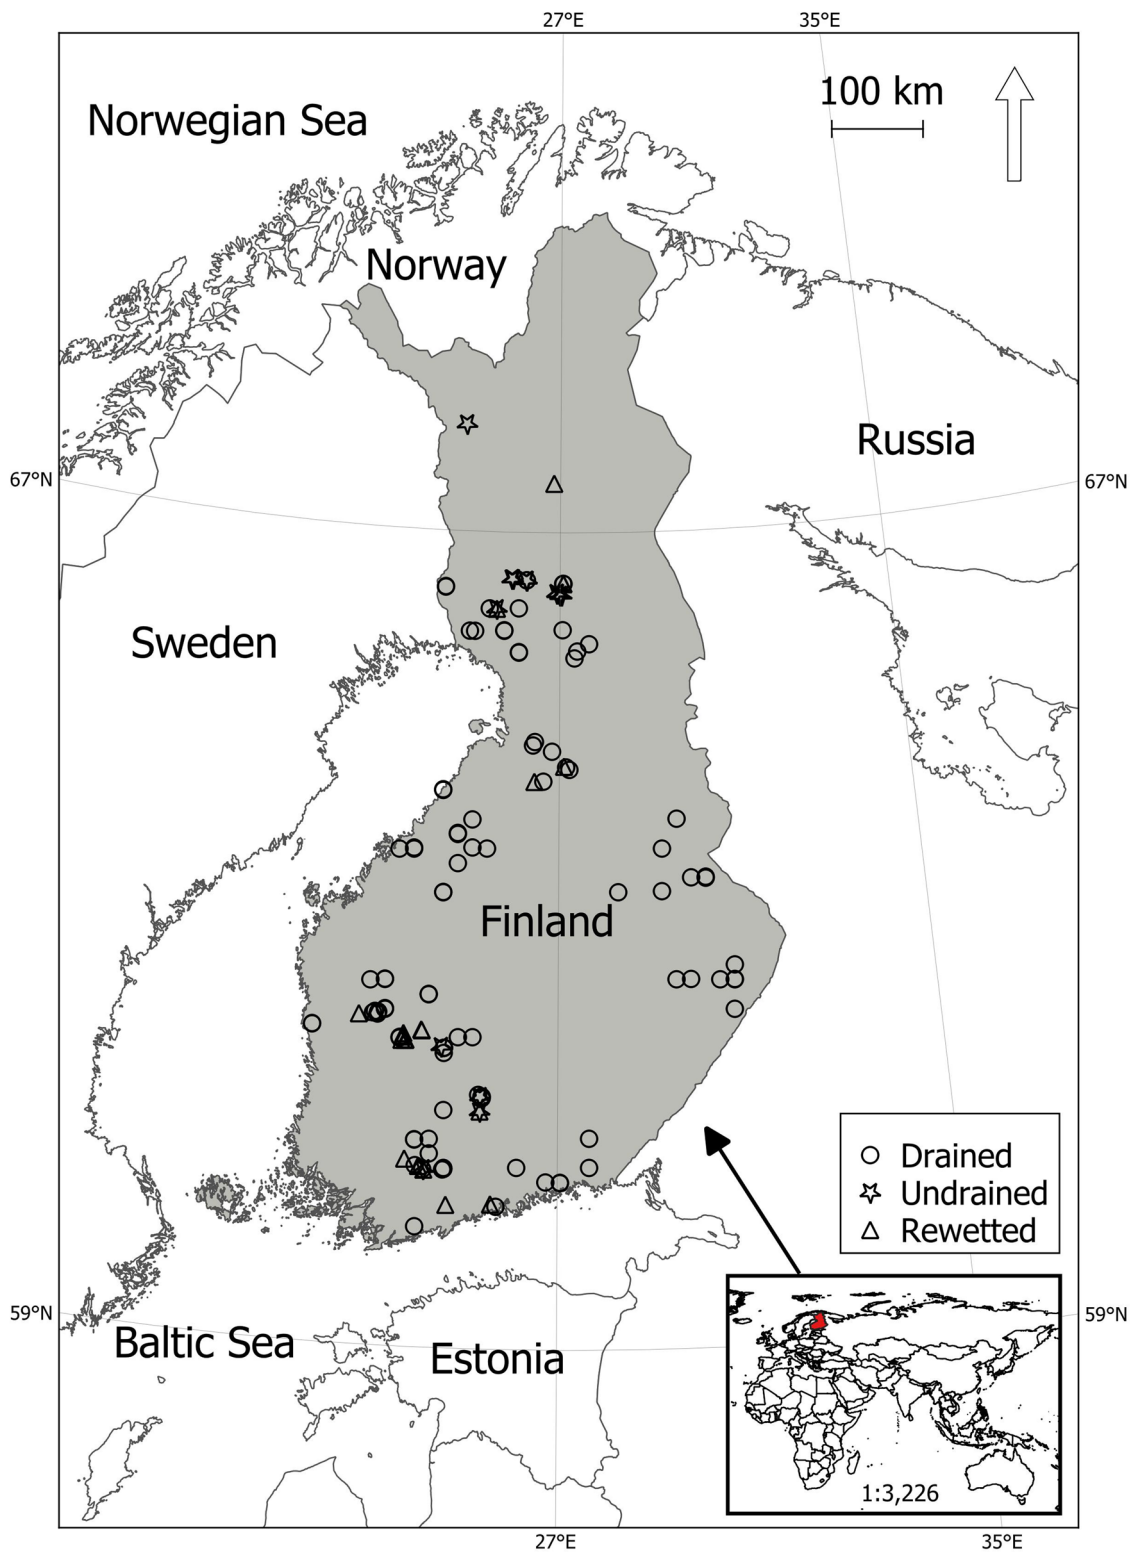 27°E 35°E
100 km
Norwegian Sea
Norway
Russia
67°N 67°N
Sweden
Finland
Drained
Undrained
Rewetted
59°N 59°N
Baltic Sea
Estonia
1:3,226
27°E 35°E